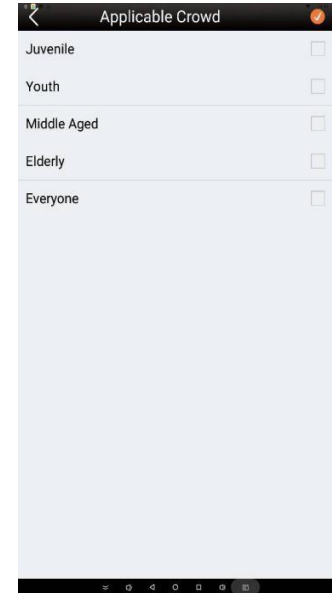 Applicable Crowd
Juvenile
Youth
Middle Aged
Elderly
Everyone